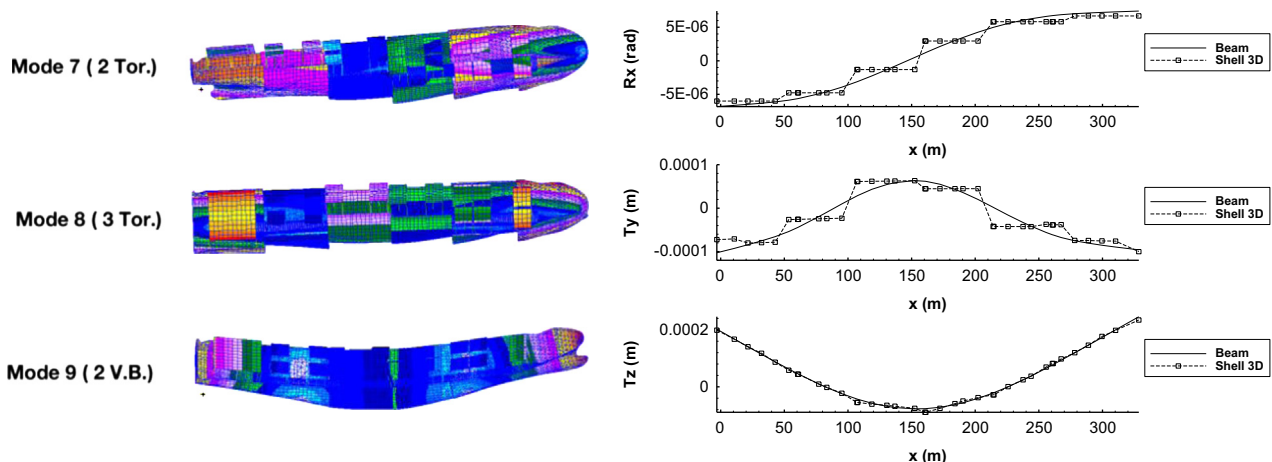 Mode 7 ( 2 Tor.)
Rx (rad)
5E-06
0
-5E-06
0 50 100 150 200 250 300
x (m)
Beam
Shell 3D
Mode 8 ( 3 Tor.)
Ty (m)
0.0001
0
-0.0001
0 50 100 150 200 250 300
x (m)
Beam
Shell 3D
Mode 9 ( 2 V.B.)
Tz (m)
0.0002
0
0 50 100 150 200 250 300
x (m)
Beam
Shell 3D